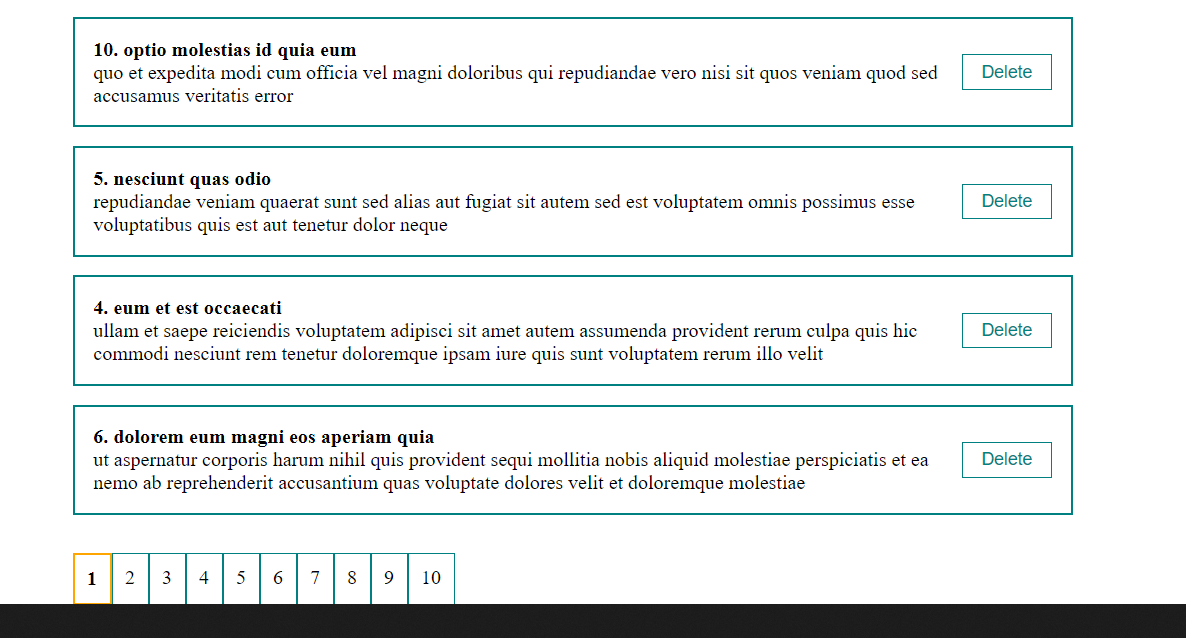 10. optio molestias id quia eum
quo et expedita modi cum officia vel magni doloribus qui repudiandae vero nisi sit quos veniam quod sed
accusamus veritatis error
Delete
5. nesciunt quas odio
repudiandae veniam quaerat sunt sed alias aut fugiat sit autem sed est voluptatem omnis possimus esse
voluptatibus quis est aut tenetur dolor neque
Delete
4. eum et est occaecati
ullam et saepe reiciendis voluptatem adipisci sit amet autem assumenda provident rerum culpa quis hic
commodi nesciunt rem tenetur doloremque ipsam iure quis sunt voluptatem rerum illo velit
Delete
6. dolorem eum magni eos aperiam quia
ut aspernatur corporis harum nihil quis provident sequi mollitia nobis aliquid molestiae perspiciatis et ea
nemo ab reprehenderit accusantium quas voluptate dolores velit et doloremque molestiae
Delete
1 2 3 4 5 6 7 8 9 10